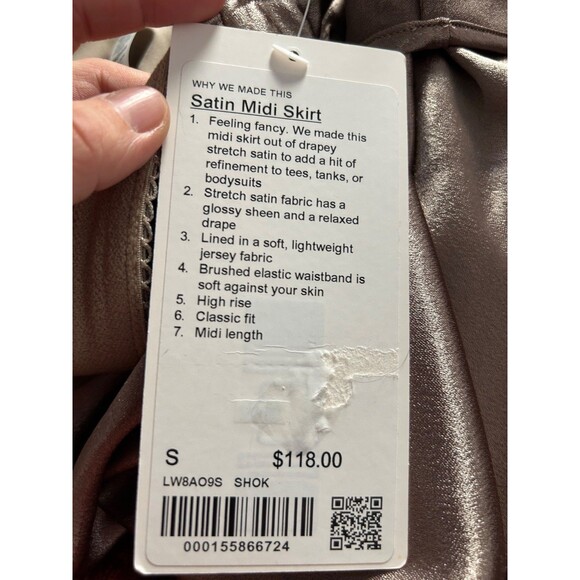 WHY WE MADE THIS
Satin Midi Skirt
1. Feeling fancy. We made this
midi skirt out of drapey
stretch satin to add a hit of
refinement to tees, tanks, or
bodysuits
2. Stretch satin fabric has a
glossy sheen and a relaxed
drape
3. Lined in a soft, lightweight
jersey fabric
4. Brushed elastic waistband is
soft against your skin
5. High rise
6. Classic fit
7. Midi length
S $118.00
LW8AO9S SHOK
000155866724